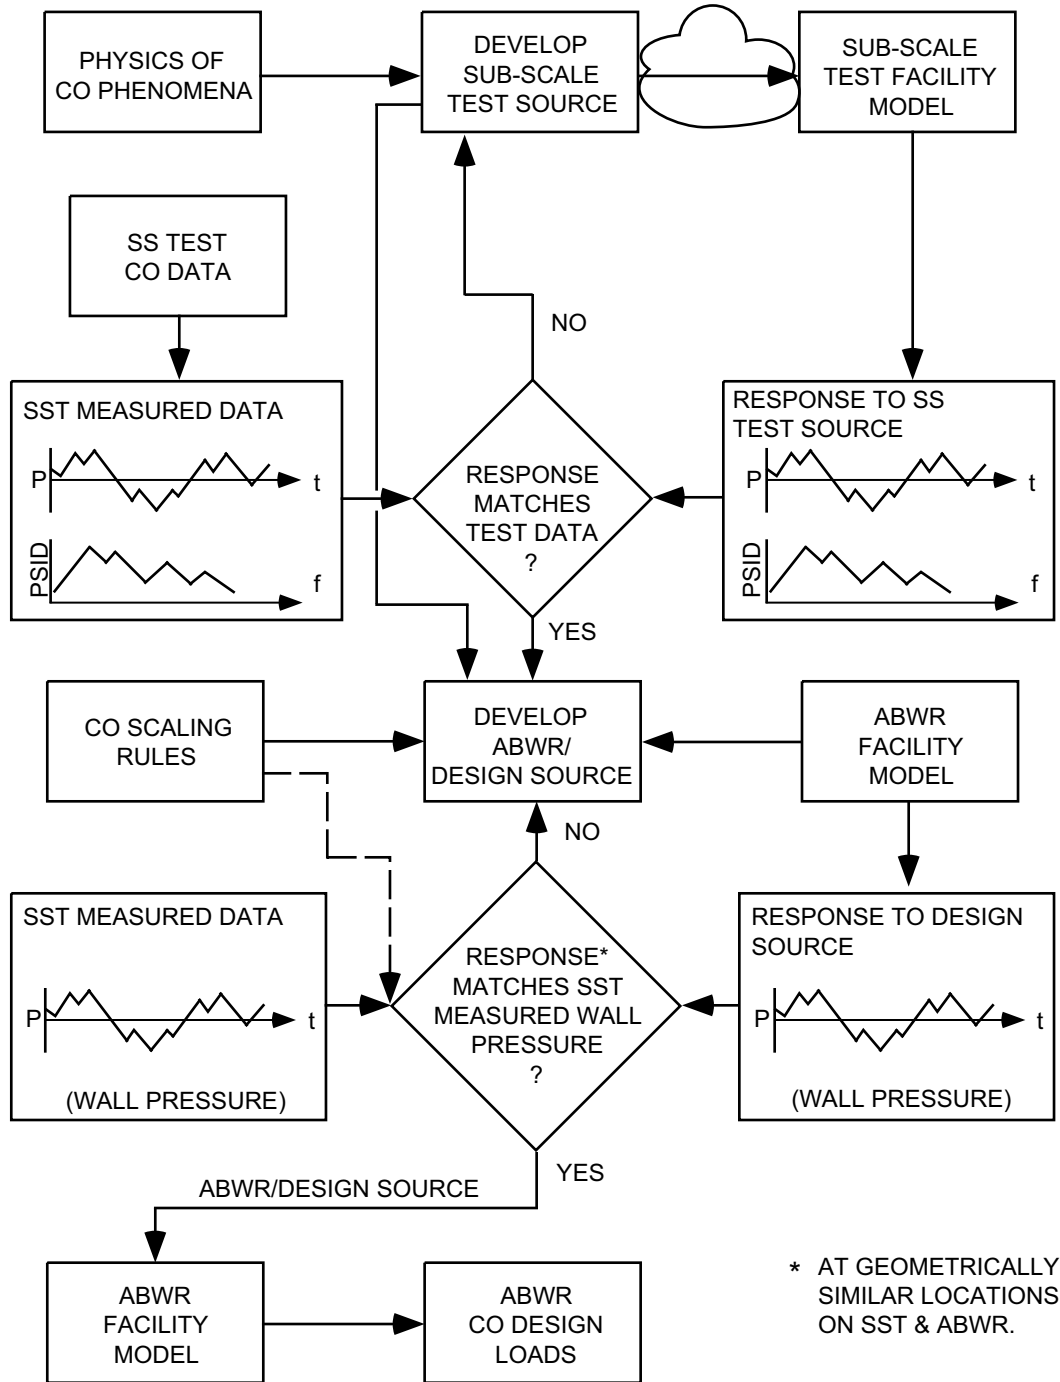 PHYSICS OF
CO PHENOMENA
DEVELOP
SUB-SCALE
TEST SOURCE
SUB-SCALE
TEST FACILITY
MODEL
SS TEST
CO DATA
NO
SST MEASURED DATA
P
t
PSID
f
RESPONSE
MATCHES
TEST DATA
?
RESPONSE TO SS
TEST SOURCE
P
t
PSID
f
YES
CO SCALING
RULES
DEVELOP
ABWR/
DESIGN SOURCE
ABWR
FACILITY
MODEL
NO
SST MEASURED DATA
P
t
(WALL PRESSURE)
RESPONSE*
MATCHES SST
MEASURED WALL
PRESSURE
?
RESPONSE TO DESIGN
SOURCE
P
t
(WALL PRESSURE)
YES
ABWR/DESIGN SOURCE
ABWR
FACILITY
MODEL
ABWR
CO DESIGN
LOADS
* AT GEOMETRICALLY
SIMILAR LOCATIONS
ON SST & ABWR.